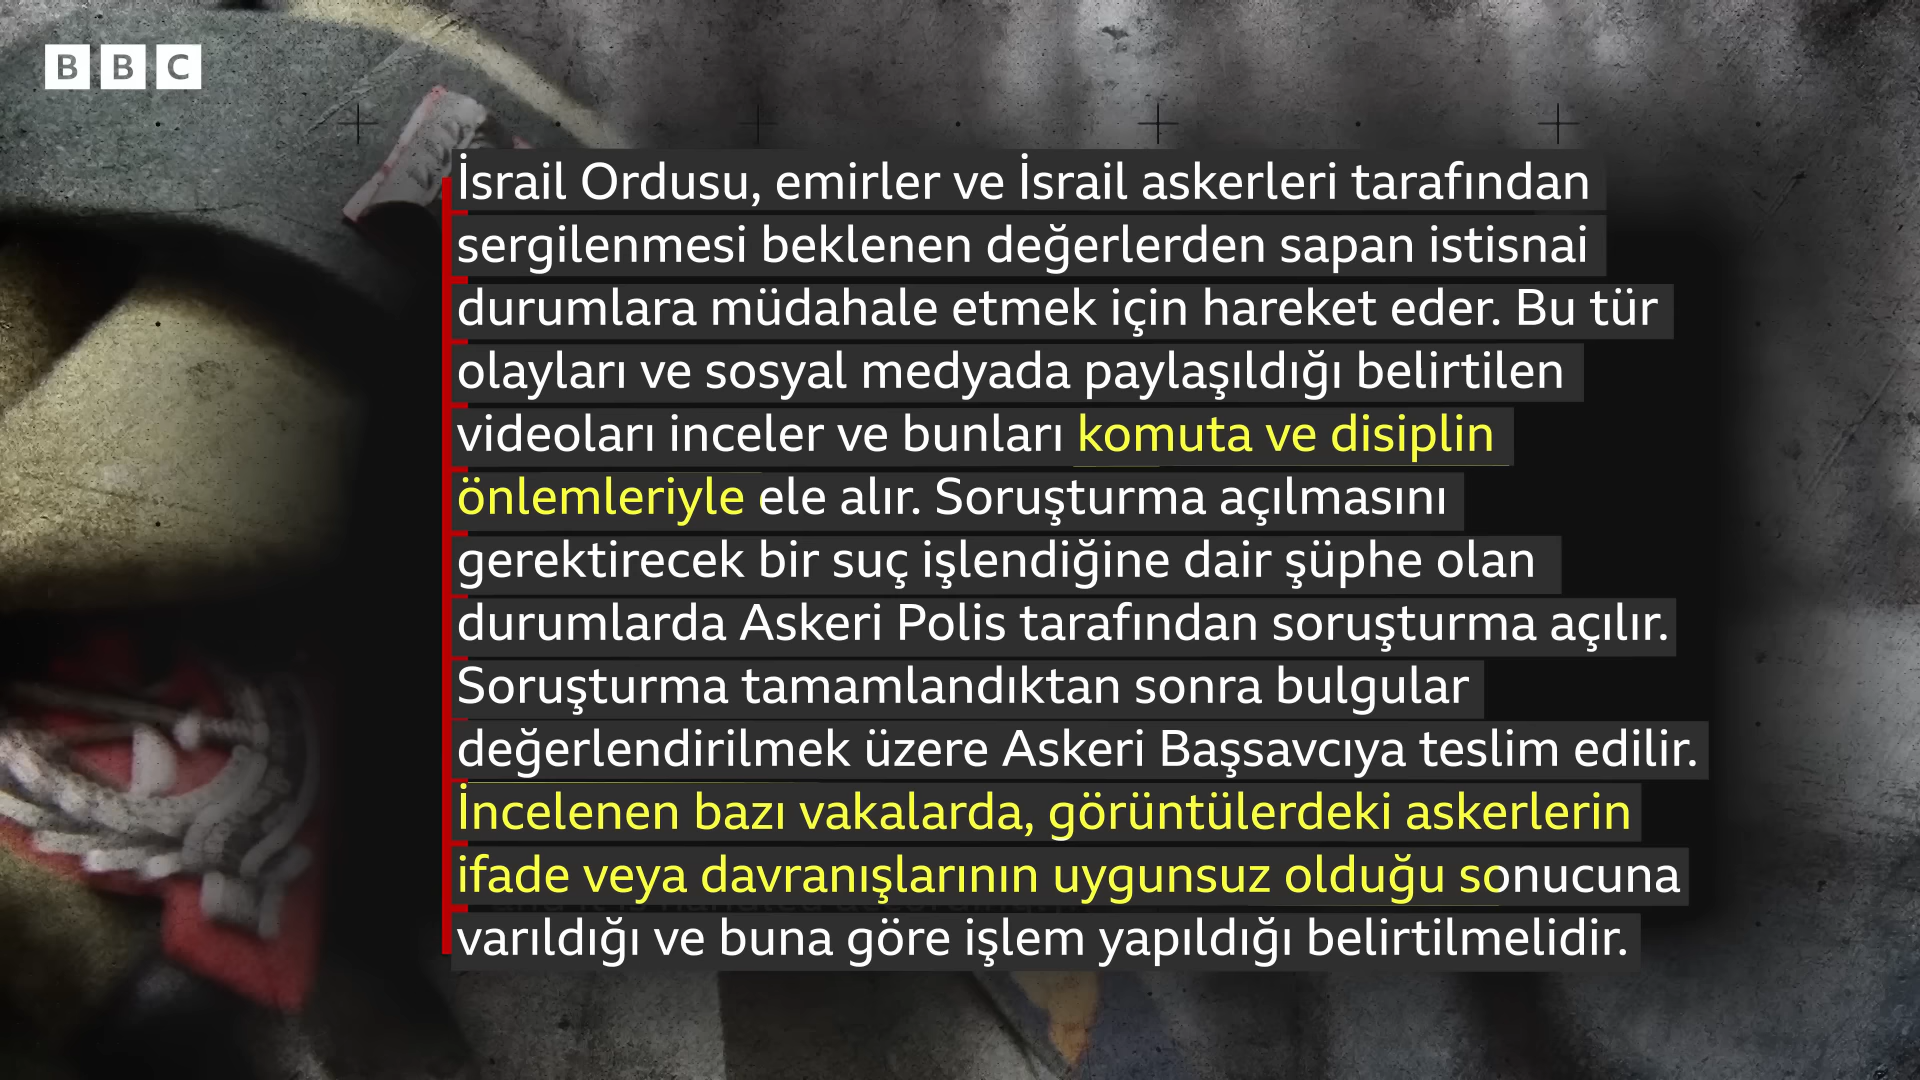 BBC
İsrail Ordusu, emirler ve İsrail askerleri tarafından
sergilenmesi beklenen değerlerden sapan istisnai
durumlara müdahale etmek için hareket eder. Bu tür
olayları ve sosyal medyada paylaşıldığı belirtilen
videoları inceler ve bunları komuta ve disiplin
önlemleriyle ele alır. Soruşturma açılmasını
gerektirecek bir suç işlendiğine dair şüphe olan
durumlarda Askeri Polis tarafından soruşturma açılır.
Soruşturma tamamlandıktan sonra bulgular
değerlendirilmek üzere Askeri Başsavcıya teslim edilir.
İncelenen bazı vakalarda, görüntülerdeki askerlerin
ifade veya davranışlarının uygunsuz olduğu sonucuna
varıldığı ve buna göre işlem yapıldığı belirtilmelidir.